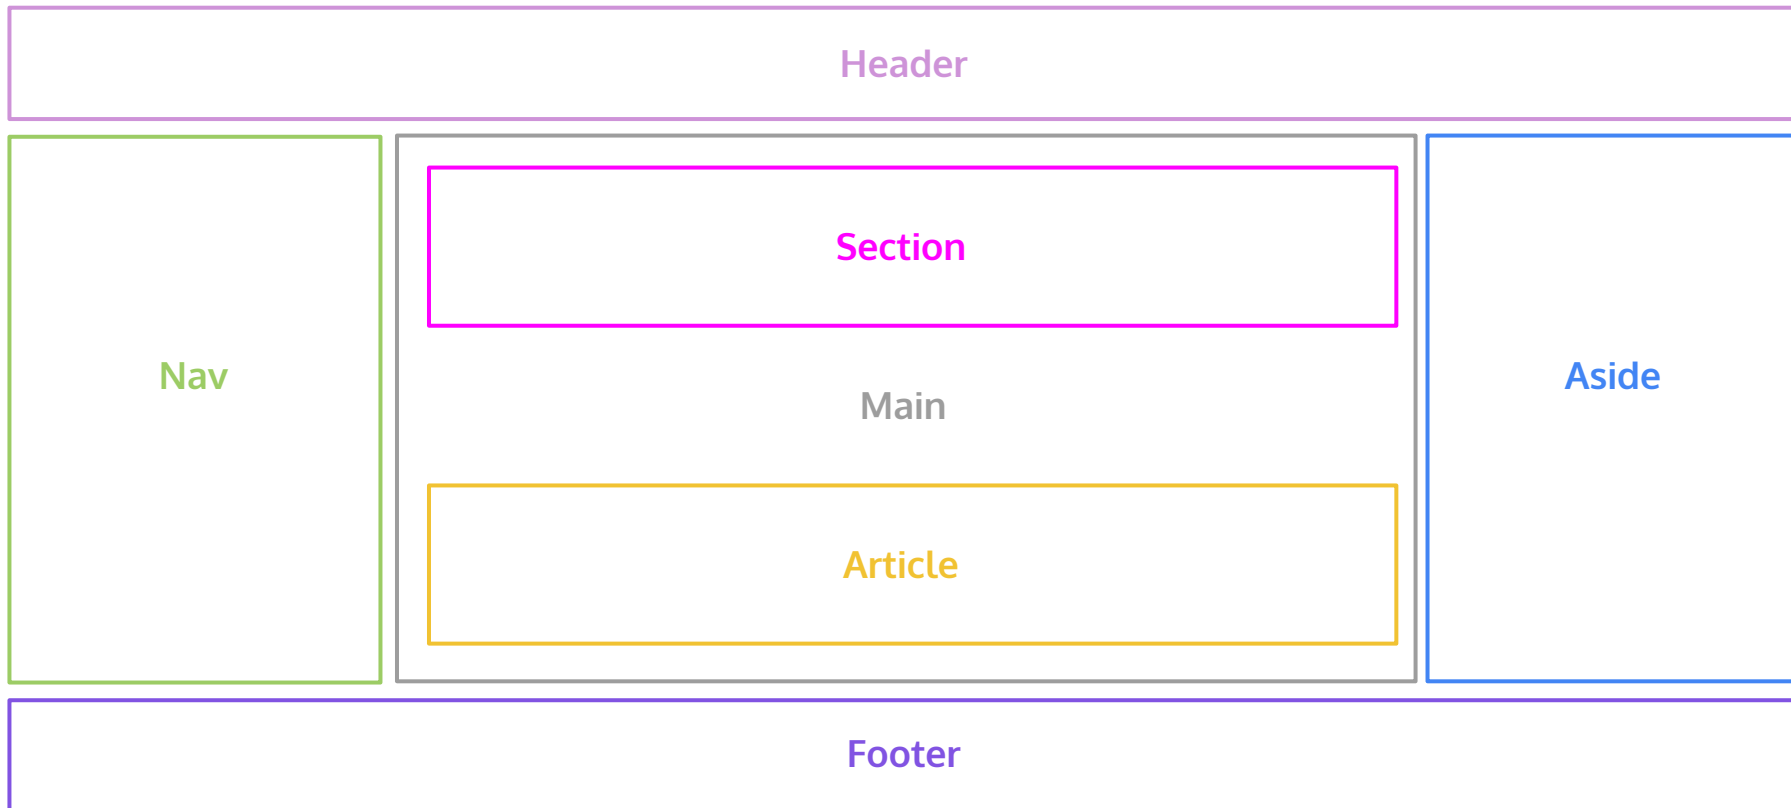 Header
Section
Nav
Aside
Main
Article
Footer